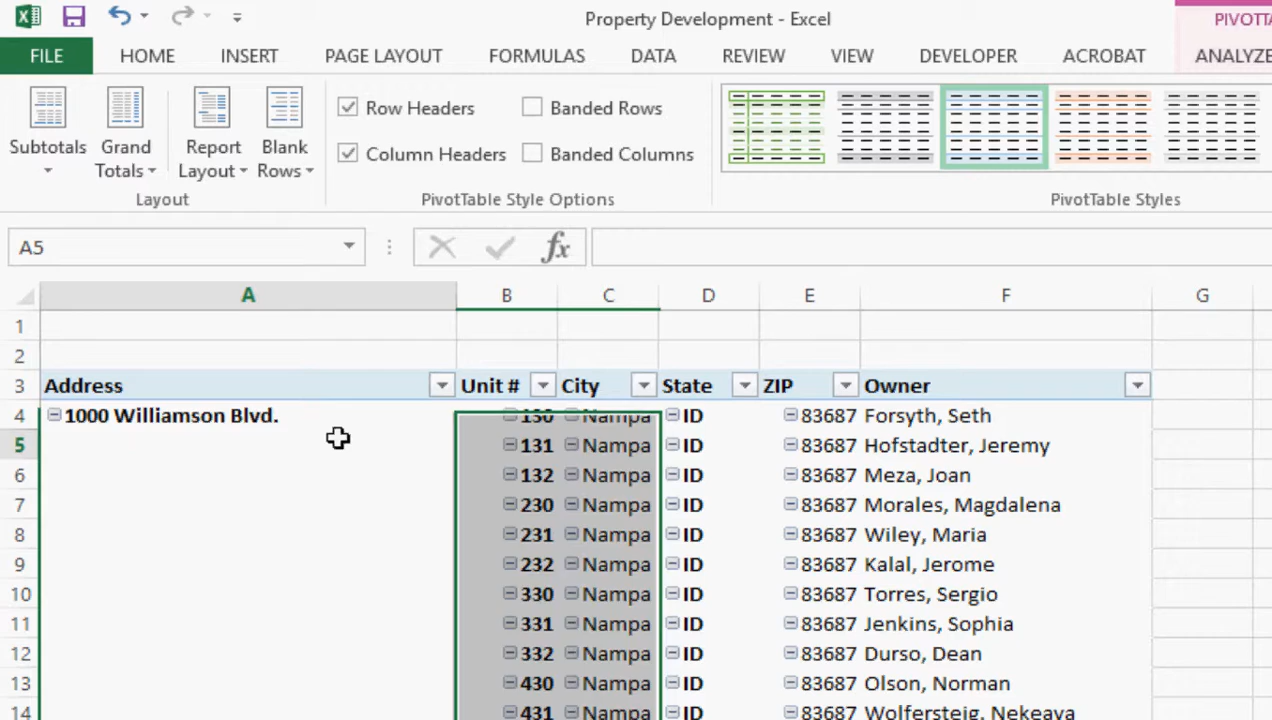 Property Development - Excel
PIVOTTA
FILE HOME INSERT PAGE LAYOUT FORMULAS DATA REVIEW VIEW DEVELOPER ACROBAT ANALYZE
Row Headers Banded Rows
Subtotals Grand Totals Report Layout Blank Rows
Column Headers Banded Columns
Layout PivotTable Style Options PivotTable Styles
A5 fx
A B C D E F G
1
2
3 Address Unit # City State ZIP Owner
4 1000 Williamson Blvd. 130 Nampa ID 83687 Forsyth, Seth
5 131 Nampa ID 83687 Hofstadter, Jeremy
6 132 Nampa ID 83687 Meza, Joan
7 230 Nampa ID 83687 Morales, Magdalena
8 231 Nampa ID 83687 Wiley, Maria
9 232 Nampa ID 83687 Kalal, Jerome
10 330 Nampa ID 83687 Torres, Sergio
11 331 Nampa ID 83687 Jenkins, Sophia
12 332 Nampa ID 83687 Durso, Dean
13 430 Nampa ID 83687 Olson, Norman
14 431 Nampa ID 83687 Wolfersteig, Nekeava